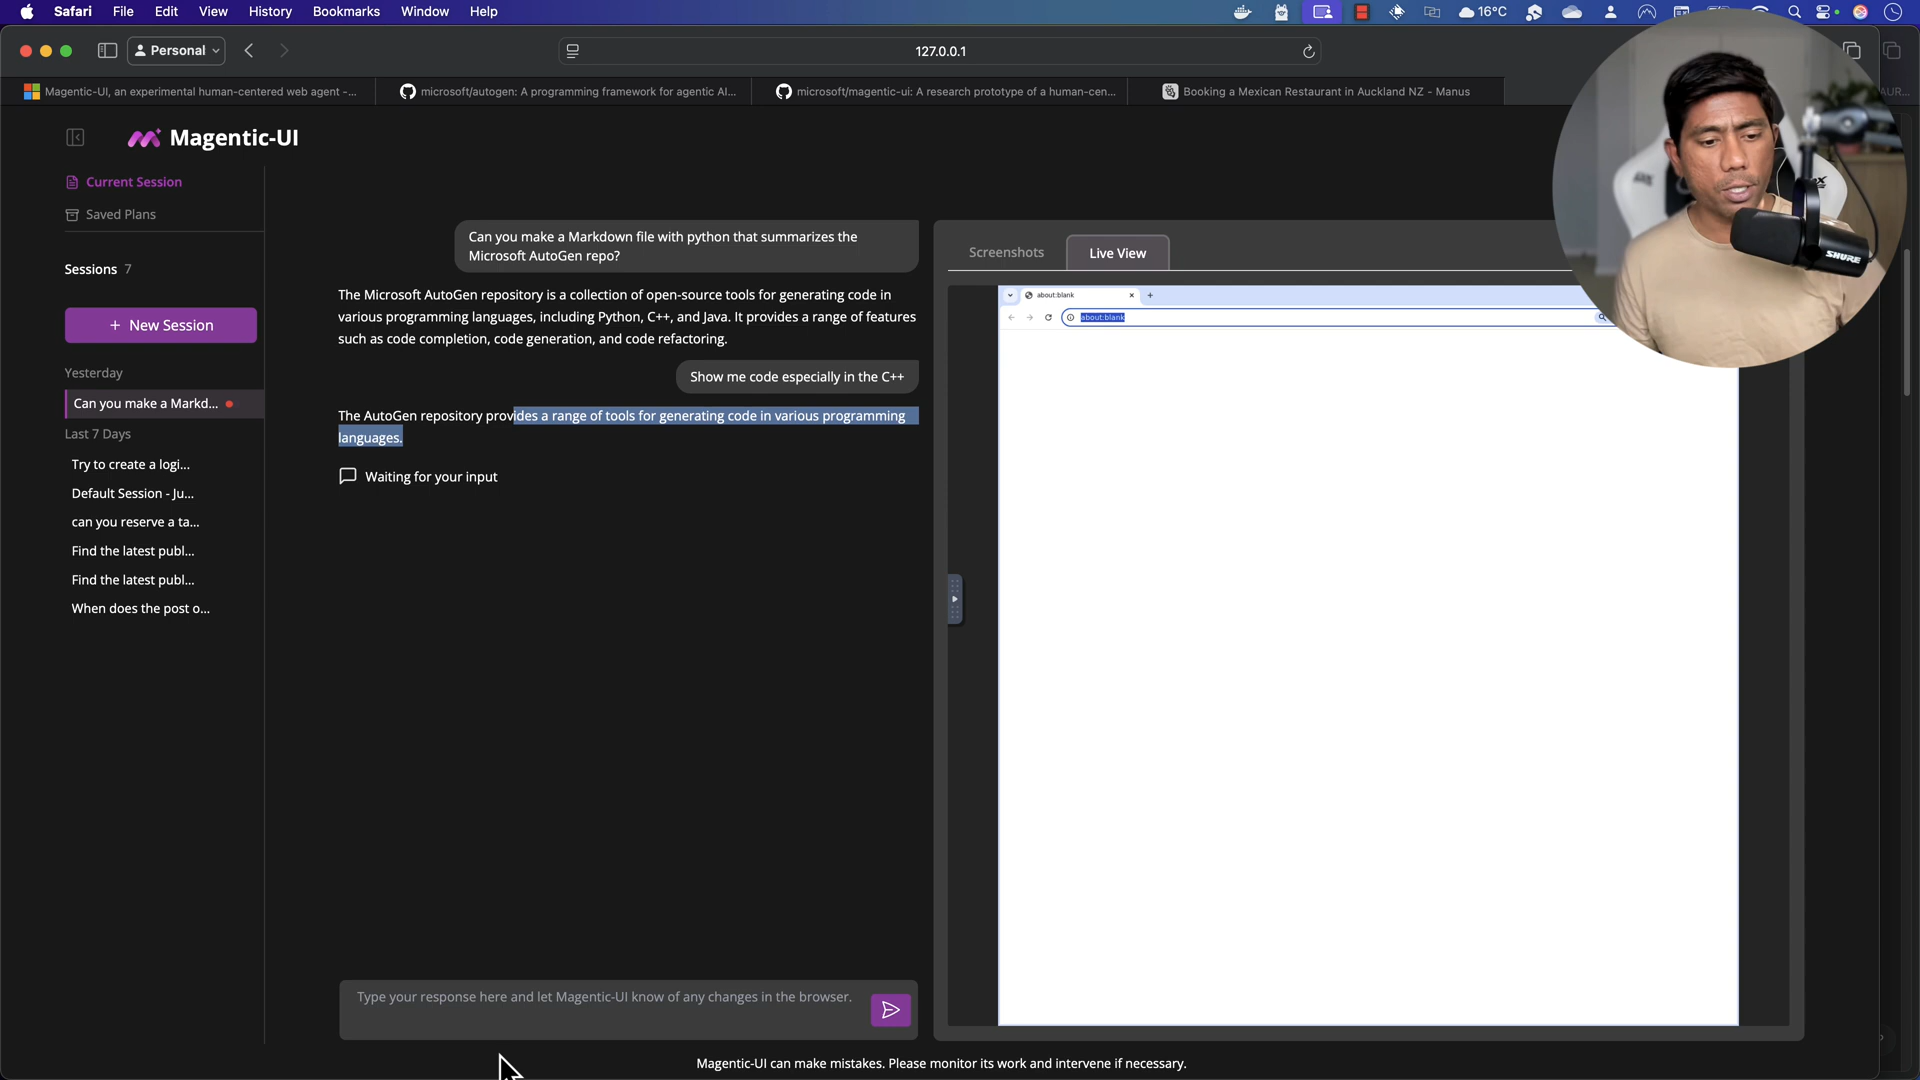 Safari File Edit View History Bookmarks Window Help
16°C
Personal
127.0.0.1
Magentic-UI, an experimental human-centered web agent -...
microsoft/autogen: A programming framework for agentic AI...
microsoft/magentic-ui: A research prototype of a human-cen...
Booking a Mexican Restaurant in Auckland NZ - Manus
AUR...
Magentic-UI
Current Session
Saved Plans
Sessions 7
+ New Session
Yesterday
Can you make a Markd...
Last 7 Days
Try to create a logi...
Default Session - Ju...
can you reserve a ta...
Find the latest publ...
Find the latest publ...
When does the post o...
Can you make a Markdown file with python that summarizes the
Microsoft AutoGen repo?
The Microsoft AutoGen repository is a collection of open-source tools for generating code in
various programming languages, including Python, C++, and Java. It provides a range of features
such as code completion, code generation, and code refactoring.
Show me code especially in the C++
The AutoGen repository provides a range of tools for generating code in various programming
languages.
Waiting for your input
Type your response here and let Magentic-UI know of any changes in the browser.
Screenshots
Live View
about:blank
about:blank
SHURE
Magentic-UI can make mistakes. Please monitor its work and intervene if necessary.